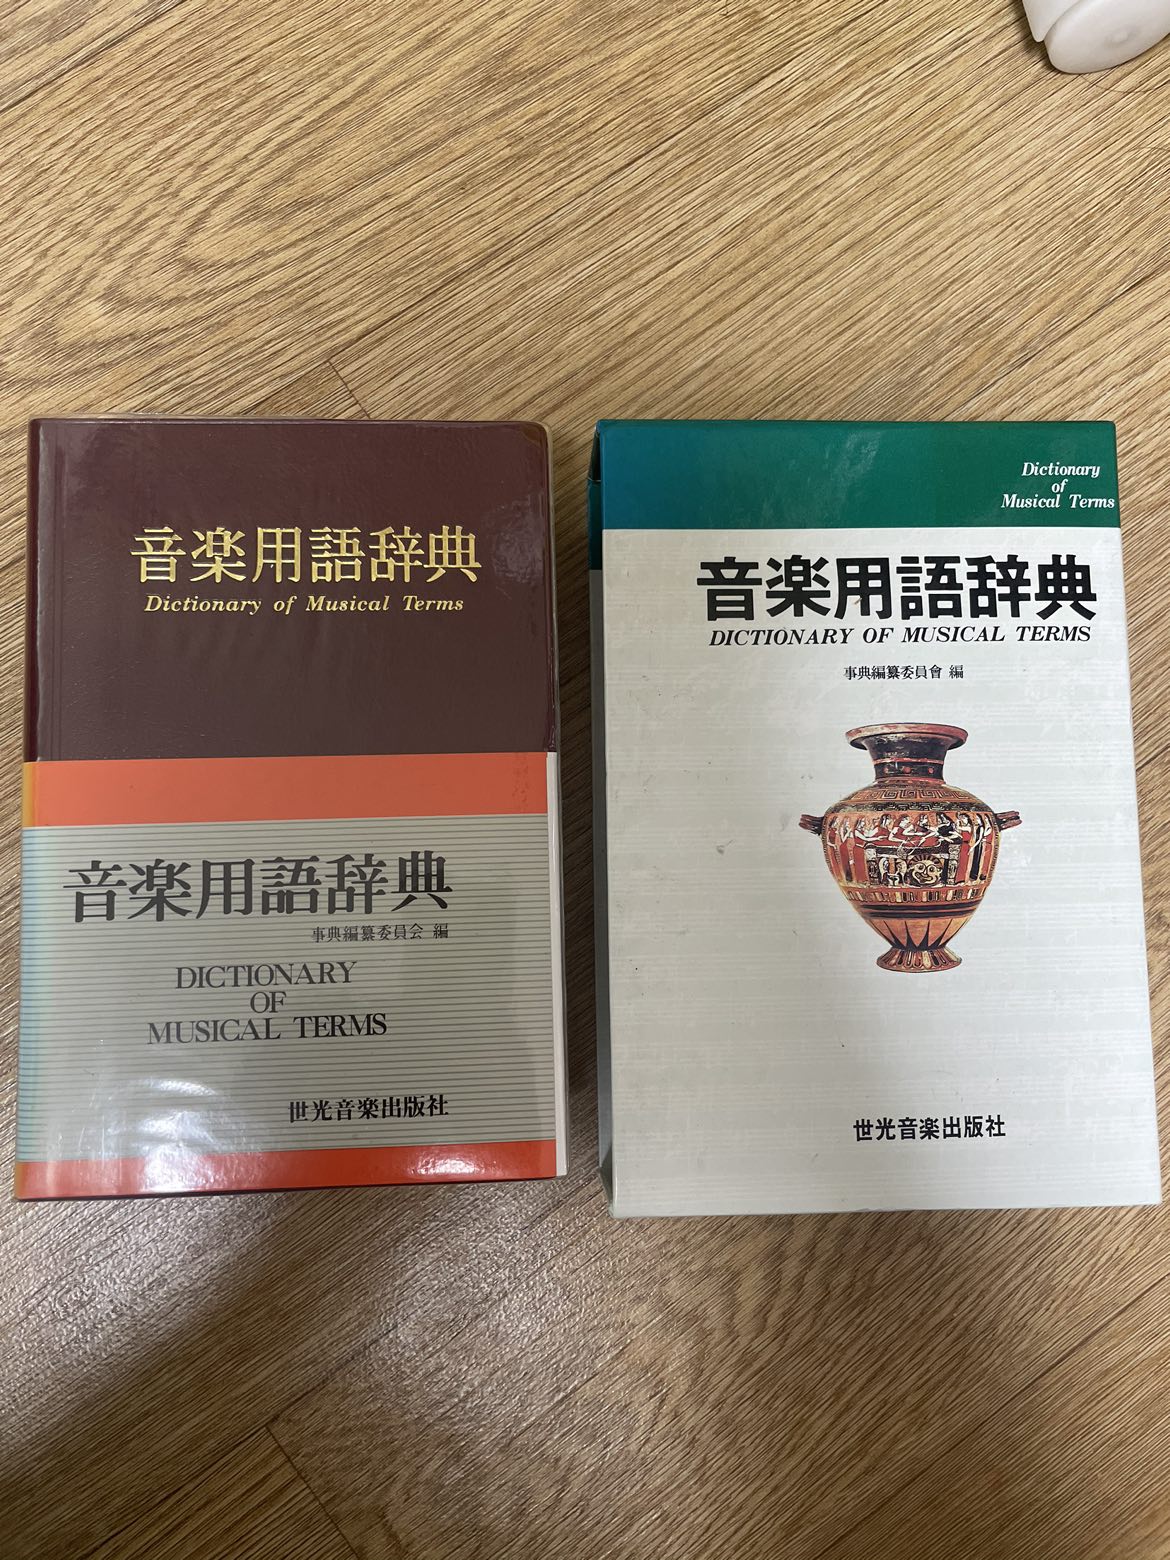 音楽用語辞典
Dictionary of Musical Terms
音楽用語辞典
事典編纂委員会 編
DICTIONARY
OF
MUSICAL TERMS
世光音楽出版社
Dictionary
of
Musical Terms
音楽用語辞典
DICTIONARY OF MUSICAL TERMS
事典編纂委員會 編
世光音楽出版社